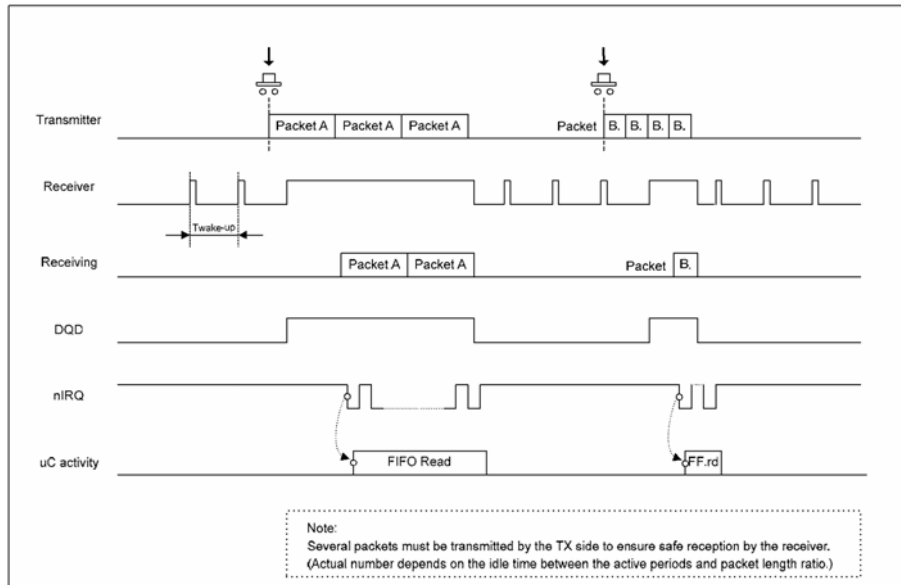 Transmitter
Packet A Packet A Packet A
Packet B. B. B. B.
Receiver
Twake-up
Receiving
Packet A Packet A
Packet B.
DQD
nIRQ
uC activity
FIFO Read
FF.rd
Note:
Several packets must be transmitted by the TX side to ensure safe reception by the receiver.
(Actual number depends on the idle time between the active periods and packet length ratio.)